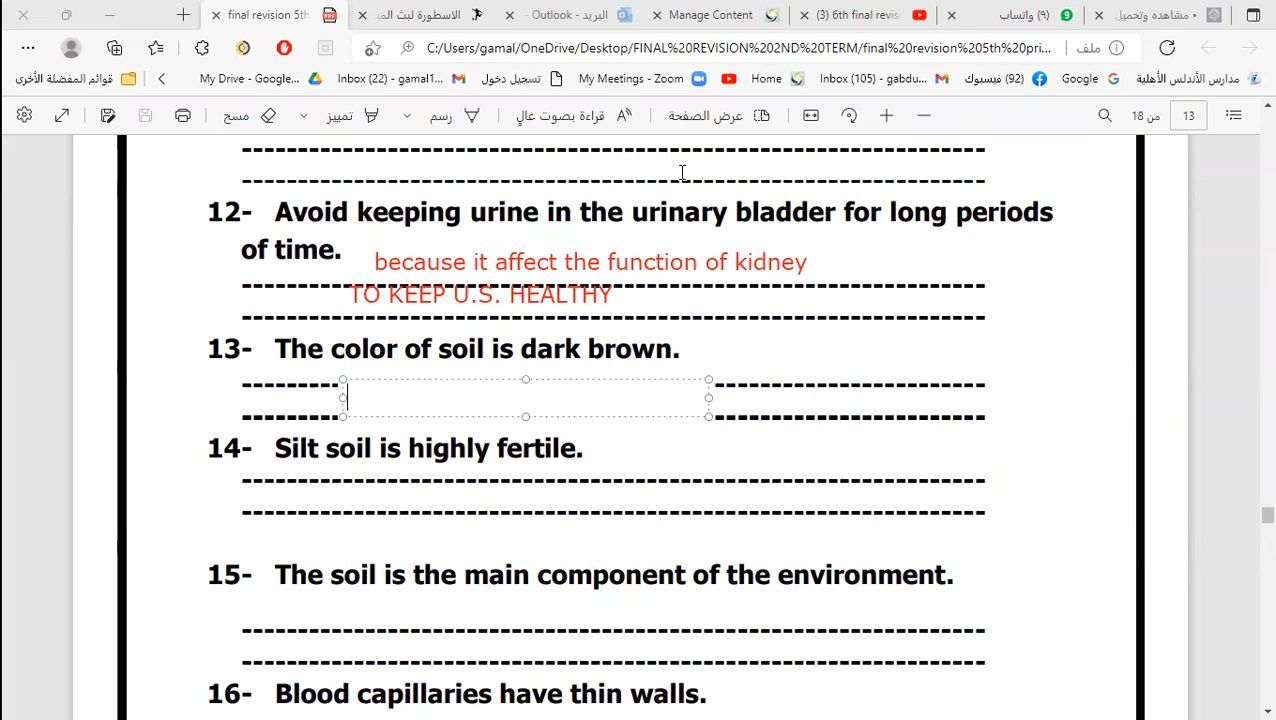 final revision 5th
الاسطورة لبث الم
البريد - Outlook
Manage Content
(3) 6th final revis
(٩) واتساب
مشاهده وتحميل •
C:/Users/gamal/OneDrive/Desktop/FINAL%20REVISION%202ND%20TERM/final%20revision%205th%20pri...
ملف
قوائم المفضلة الأخرى
My Drive - Google...
Inbox (22) - gamal1...
تسجيل دخول
My Meetings - Zoom
Home
Inbox (105) - gabdu...
(92) فيسبوك
Google
مدارس الأندلس الأهلية
مسح
تمييز
رسم
قراءة بصوت عالٍ
عرض الصفحة
من 18
13
12- Avoid keeping urine in the urinary bladder for long periods
of time.
because it affect the function of kidney
TO KEEP U.S. HEALTHY
13- The color of soil is dark brown.
14- Silt soil is highly fertile.
15- The soil is the main component of the environment.
16- Blood capillaries have thin walls.